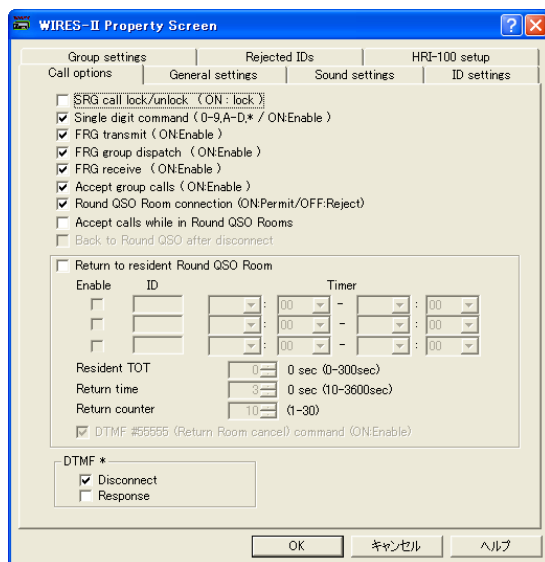 WIRES-II Property Screen
Group settings Rejected IDs HRI-100 setup
Call options General settings Sound settings ID settings
SRG call lock/unlock ( ON : lock )
Single digit command ( 0-9,A-D,* / ON:Enable )
FRG transmit ( ON:Enable )
FRG group dispatch ( ON:Enable )
FRG receive ( ON:Enable )
Accept group calls ( ON:Enable )
Round QSO Room connection (ON:Permit/OFF:Reject)
Accept calls while in Round QSO Rooms
Back to Round QSO after disconnect
Return to resident Round QSO Room
Enable ID Timer
: 00 - : 00
: 00 - : 00
: 00 - : 00
Resident TOT 0 0 sec (0-300sec)
Return time 3 0 sec (10-3600sec)
Return counter 10 (1-30)
DTMF #55555 (Return Room cancel) command (ON:Enable)
DTMF *
Disconnect
Response
OK キャンセル ヘルプ